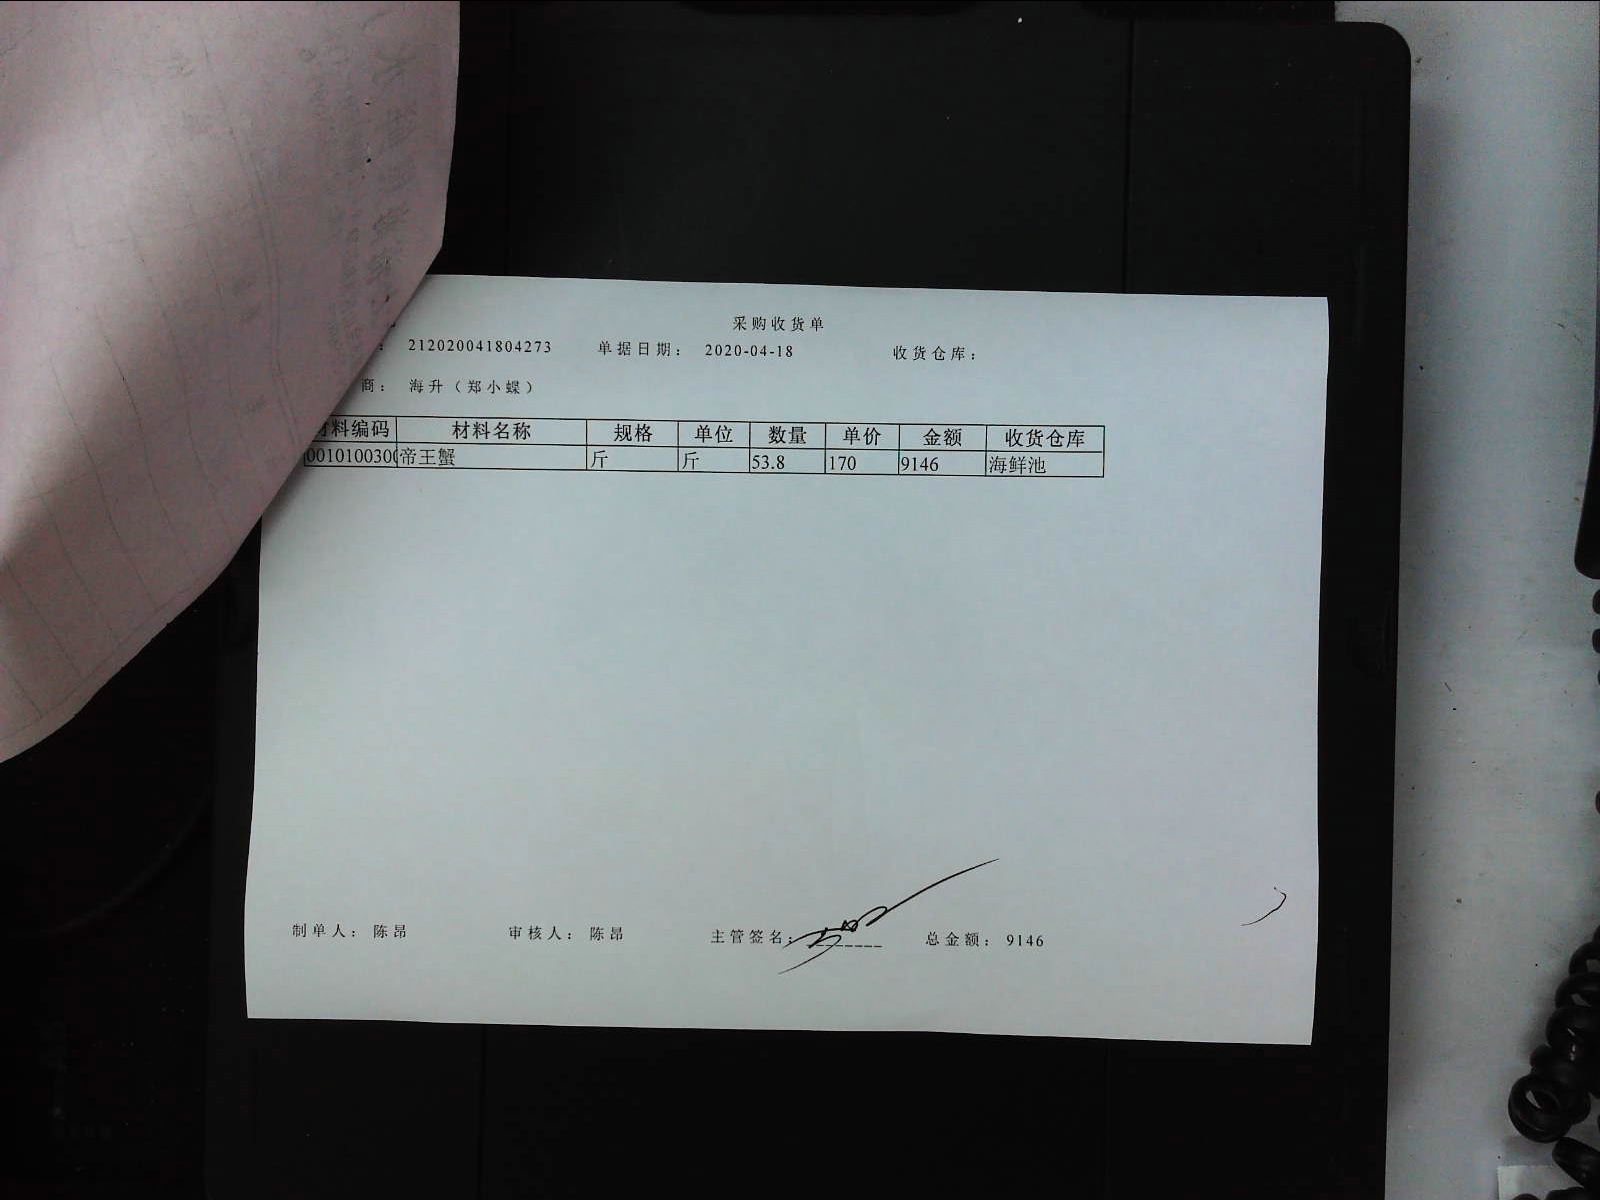 采购收货单
: 212020041804273 单据日期: 2020-04-18 收货仓库:
商: 海升(郑小蝶)
材料编码 材料名称 规格 单位 数量 单价 金额 收货仓库
0010100300 帝王蟹 斤 斤 53.8 170 9146 海鲜池
制单人: 陈昂 审核人: 陈昂 主管签名: 总金额: 9146